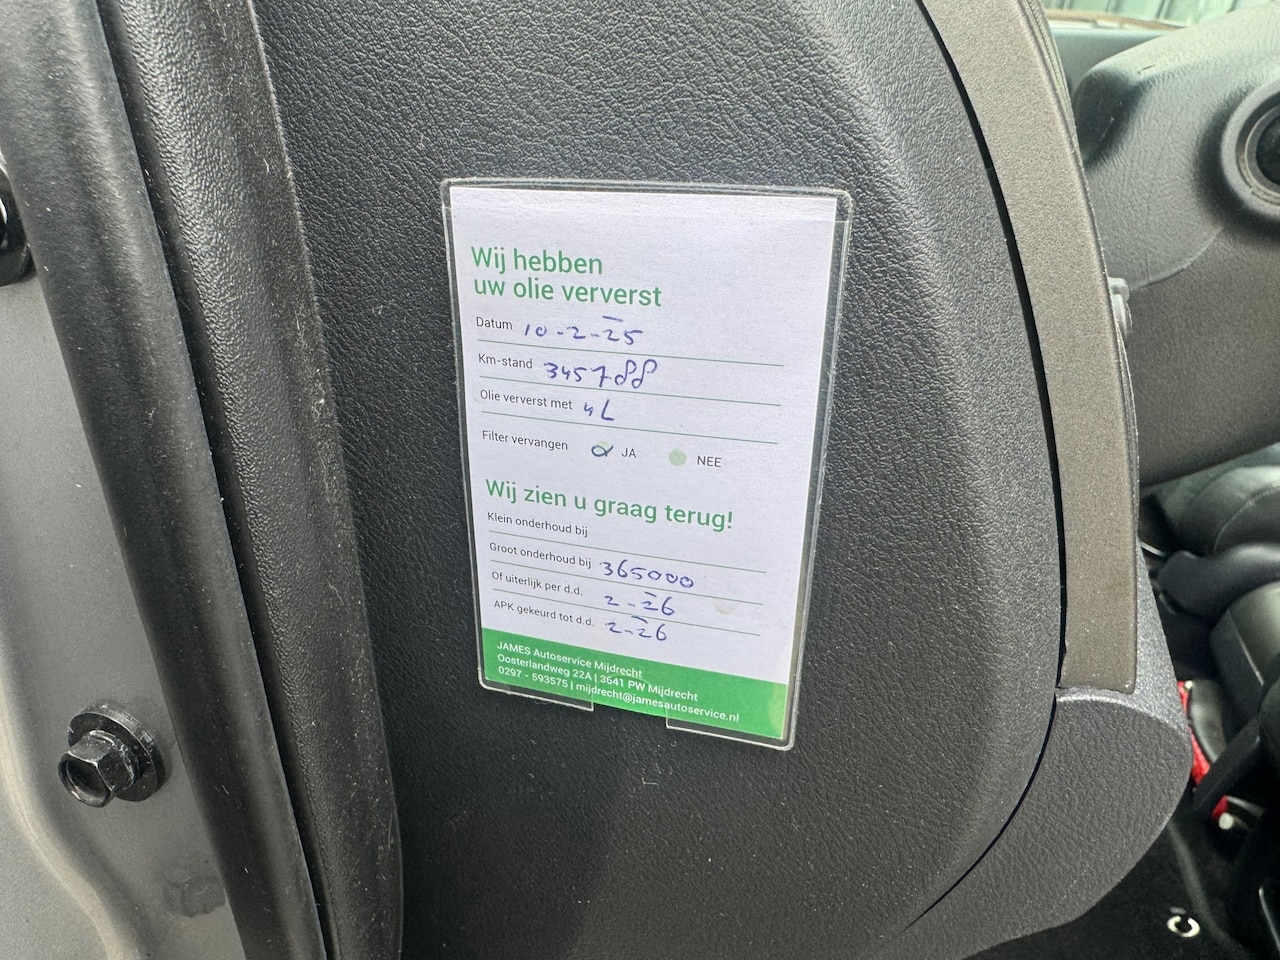 Wij hebben
uw olie ververst
Datum 10-2-25
Km-stand 345788
Olie ververst met 4L
Filter vervangen JA NEE
Wij zien u graag terug!
Klein onderhoud bij
Groot onderhoud bij 365000
Of uiterlijk per d.d. 2-26
APK gekeurd tot d.d. 2-26
JAMES Autoservice Mijdrecht
Oosterlandweg 22A | 3641 PW Mijdrecht
0297 - 593575 | mijdrecht@jamesautoservice.nl